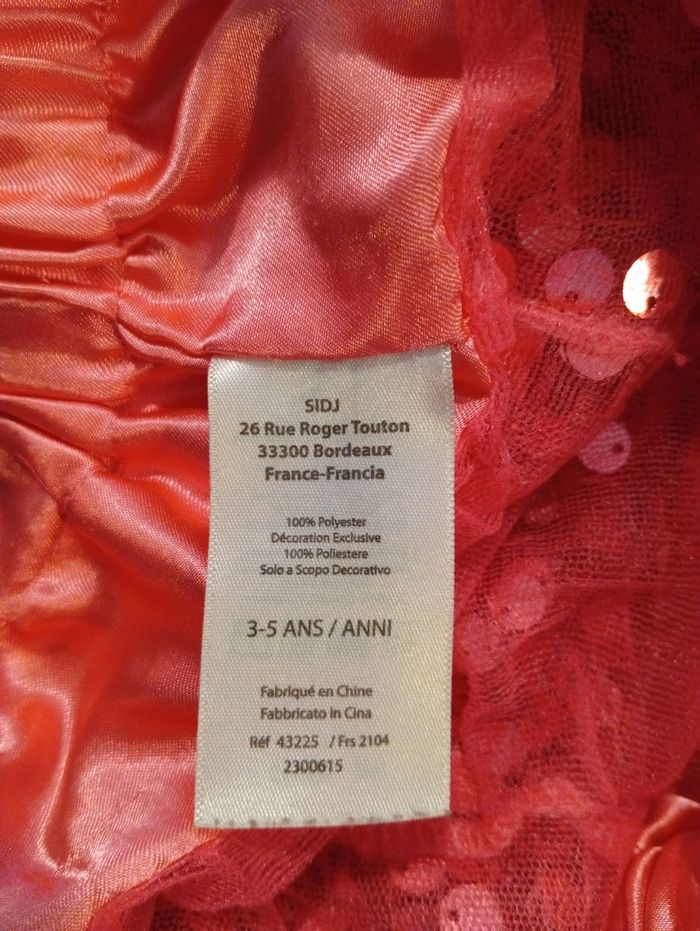 SIDJ
26 Rue Roger Touton
33300 Bordeaux
France-Francia
100% Polyester
Décoration Exclusive
100% Poliestere
Solo a Scopo Decorativo
3-5 ANS / ANNI
Fabriqué en Chine
Fabbricato in Cina
Réf 43225 / Frs 2104
2300615